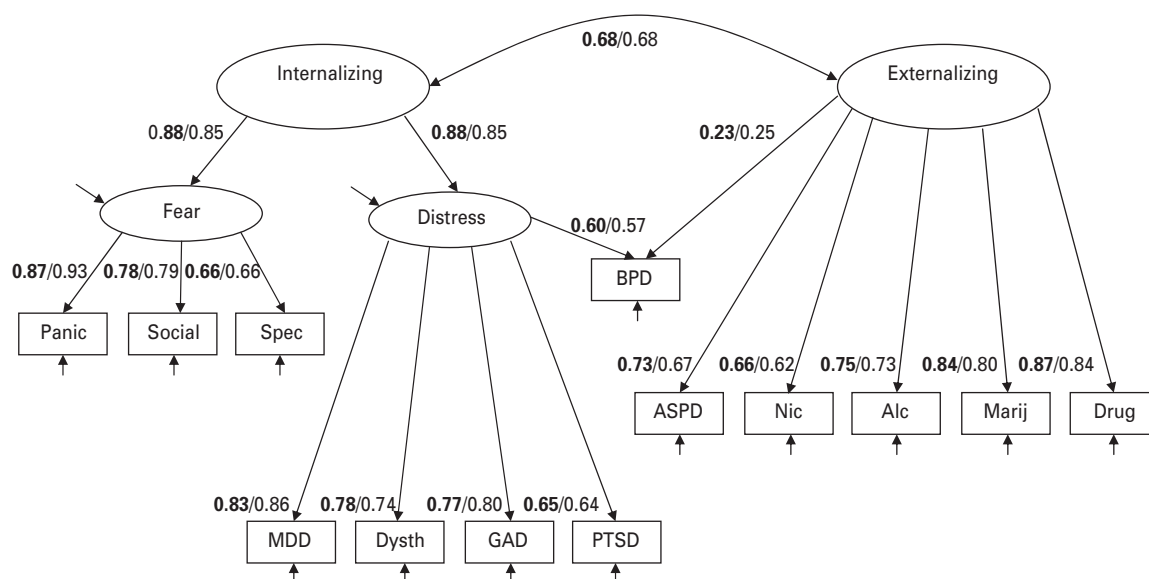 0.68/0.68
Internalizing
Externalizing
0.88/0.85
0.88/0.85
0.23/0.25
Fear
Distress
0.60/0.57
BPD
0.87/0.93
0.78/0.79
0.66/0.66
Panic
Social
Spec
0.73/0.67
0.66/0.62
0.75/0.73
0.84/0.80
0.87/0.84
ASPD
Nic
Alc
Marij
Drug
0.83/0.86
0.78/0.74
0.77/0.80
0.65/0.64
MDD
Dysth
GAD
PTSD